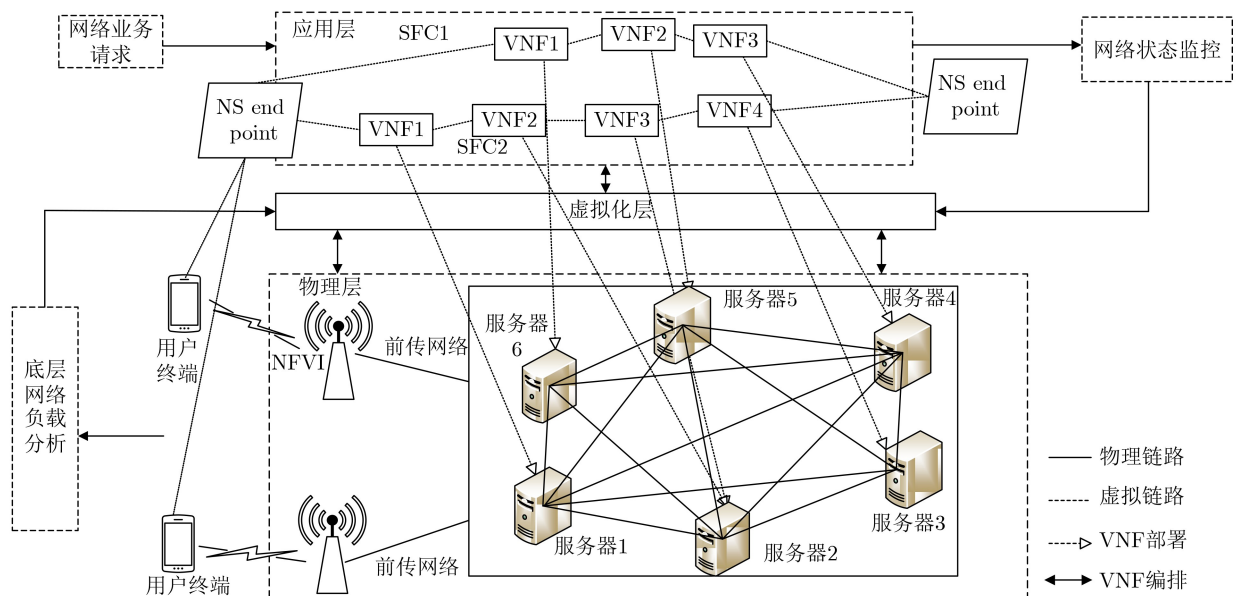 网络业务
请求
应用层
SFC1
VNF1
VNF2
VNF3
网络状态监控
NS end
point
NS end
point
VNF1
VNF2
VNF3
VNF4
SFC2
虚拟化层
物理层
NFVI
用户
终端
前传网络
服务器
6
服务器5
服务器4
底层
网络
负载
分析
服务器1
服务器2
服务器3
前传网络
用户终端
物理链路
虚拟链路
VNF部署
VNF编排